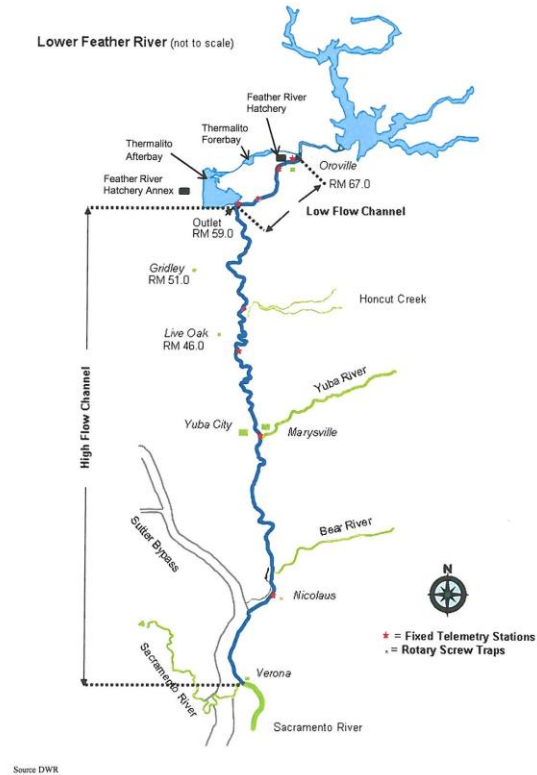 Lower Feather River (not to scale)
Feather River
Hatchery
Thermalito
Forebay
Thermalito
Afterbay
Oroville
Feather River
Hatchery Annex
RM 67.0
Low Flow Channel
Outlet
RM 59.0
Gridley
RM 51.0
Honcut Creek
Live Oak
RM 46.0
High Flow Channel
Yuba River
Yuba City
Marysville
Sutter Bypass
Bear River
N
Nicolaus
= Fixed Telemetry Stations
= Rotary Screw Traps
Verona
Sacramento River
Sacramento River
Source DWR